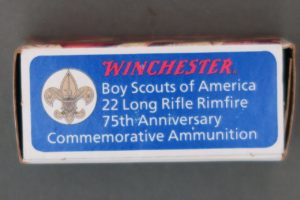 WINCHESTER
Boy Scouts of America
22 Long Rifle Rimfire
75th Anniversary
Commemorative Ammunition